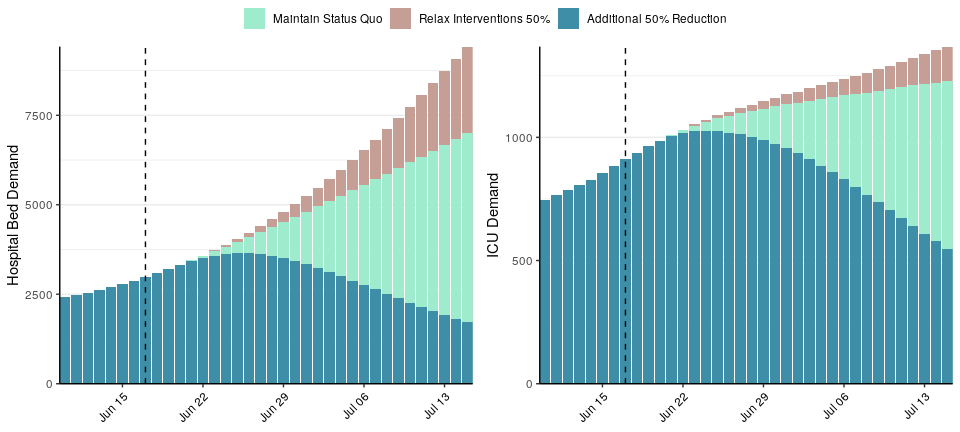 Maintain Status Quo Relax Interventions 50% Additional 50% Reduction
Hospital Bed Demand
7500
5000
2500
0
Jun 15 Jun 22 Jun 29 Jul 06 Jul 13
ICU Demand
1000
500
0
Jun 15 Jun 22 Jun 29 Jul 06 Jul 13